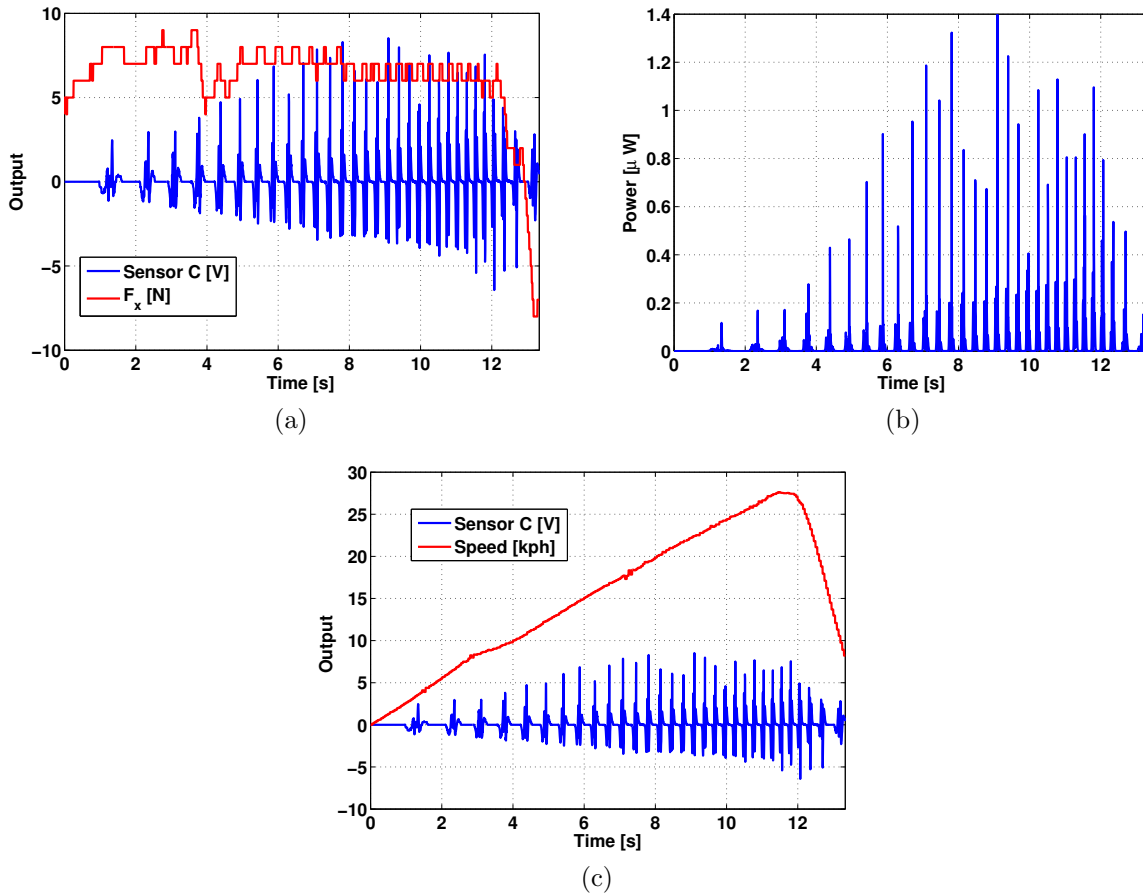 10
5
0
−5
−10
Output
Sensor C [V]
F_x [N]
0 2 4 6 8 10 12
Time [s]
(a)
1.4
1.2
1
0.8
0.6
0.4
0.2
0
Power [μ W]
0 2 4 6 8 10 12
Time [s]
(b)
30
25
20
15
10
5
0
−5
−10
Output
Sensor C [V]
Speed [kph]
0 2 4 6 8 10 12
Time [s]
(c)